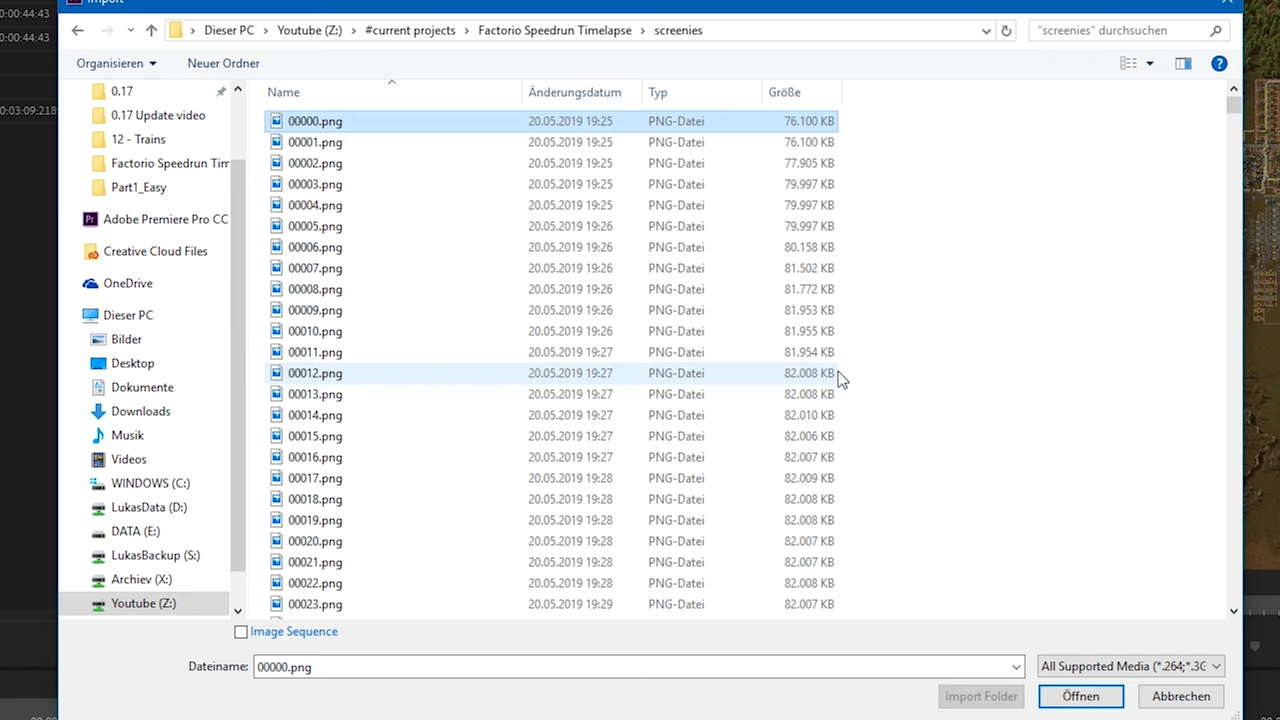 Import
00:00:44:43
00:00:44:43
0:03:09:218
Dieser PC > Youtube (Z:) > #current projects > Factorio Speedrun Timelapse > screenies
"screenies" durchsuchen
Organisieren
Neuer Ordner
0.17
0.17 Update video
12 - Trains
Factorio Speedrun Tim
Part1_Easy
Adobe Premiere Pro CC
Creative Cloud Files
OneDrive
Dieser PC
Bilder
Desktop
Dokumente
Downloads
Musik
Videos
WINDOWS (C:)
LukasData (D:)
DATA (E:)
LukasBackup (S:)
Archiev (X:)
Youtube (Z:)
Name Änderungsdatum Typ Größe
00000.png 20.05.2019 19:25 PNG-Datei 76.100 KB
00001.png 20.05.2019 19:25 PNG-Datei 76.100 KB
00002.png 20.05.2019 19:25 PNG-Datei 77.905 KB
00003.png 20.05.2019 19:25 PNG-Datei 79.997 KB
00004.png 20.05.2019 19:25 PNG-Datei 79.997 KB
00005.png 20.05.2019 19:26 PNG-Datei 79.997 KB
00006.png 20.05.2019 19:26 PNG-Datei 80.158 KB
00007.png 20.05.2019 19:26 PNG-Datei 81.502 KB
00008.png 20.05.2019 19:26 PNG-Datei 81.772 KB
00009.png 20.05.2019 19:26 PNG-Datei 81.953 KB
00010.png 20.05.2019 19:26 PNG-Datei 81.955 KB
00011.png 20.05.2019 19:27 PNG-Datei 81.954 KB
00012.png 20.05.2019 19:27 PNG-Datei 82.008 KB
00013.png 20.05.2019 19:27 PNG-Datei 82.008 KB
00014.png 20.05.2019 19:27 PNG-Datei 82.010 KB
00015.png 20.05.2019 19:27 PNG-Datei 82.006 KB
00016.png 20.05.2019 19:27 PNG-Datei 82.007 KB
00017.png 20.05.2019 19:28 PNG-Datei 82.009 KB
00018.png 20.05.2019 19:28 PNG-Datei 82.008 KB
00019.png 20.05.2019 19:28 PNG-Datei 82.008 KB
00020.png 20.05.2019 19:28 PNG-Datei 82.007 KB
00021.png 20.05.2019 19:28 PNG-Datei 82.007 KB
00022.png 20.05.2019 19:28 PNG-Datei 82.008 KB
00023.png 20.05.2019 19:29 PNG-Datei 82.007 KB
Image Sequence
Dateiname: 00000.png
All Supported Media (*.264;*.3G
Import Folder
Öffnen
Abbrechen